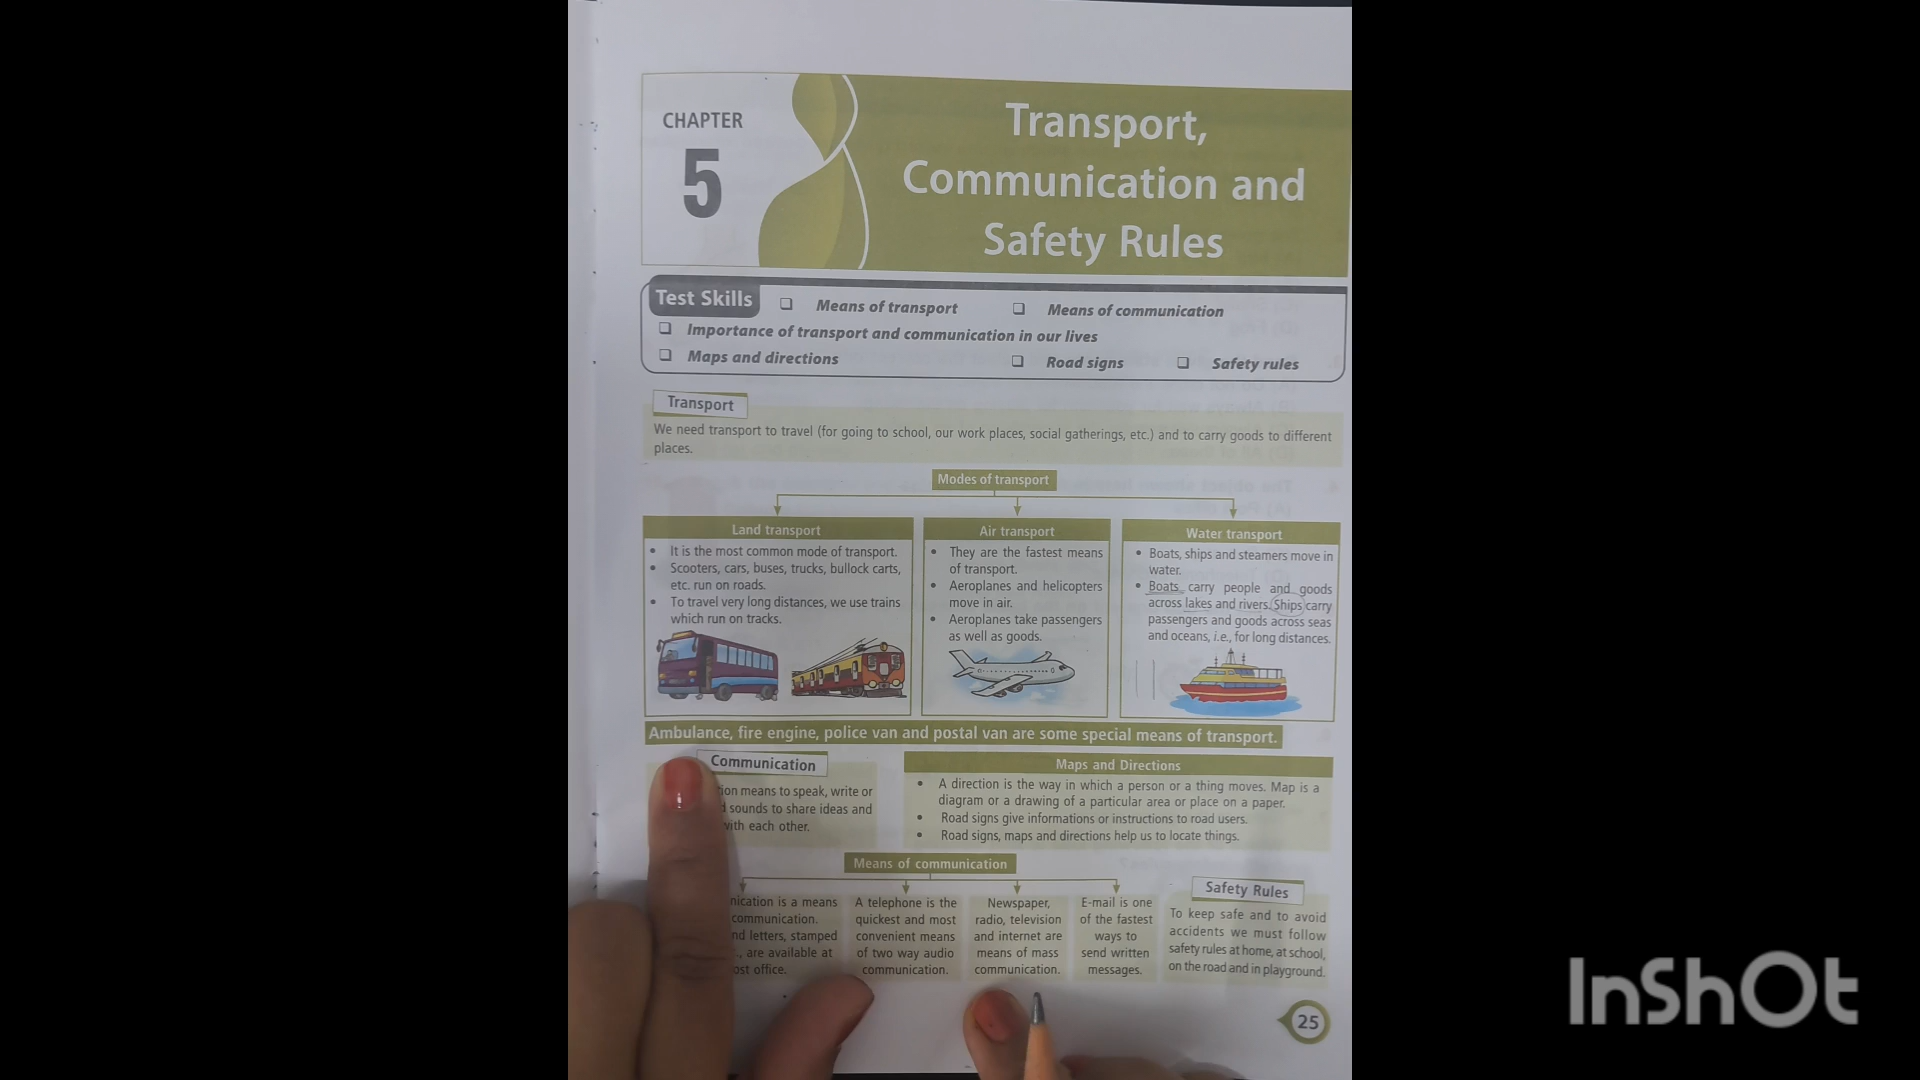 CHAPTER
5
Transport,
Communication and
Safety Rules
Test Skills
Means of transport
Means of communication
Importance of transport and communication in our lives
Maps and directions
Road signs
Safety rules
Transport
We need transport to travel (for going to school, our work places, social gatherings, etc.) and to carry goods to different
places.
Modes of transport
Land transport
• It is the most common mode of transport.
• Scooters, cars, buses, trucks, bullock carts,
etc. run on roads.
• To travel very long distances, we use trains
which run on tracks.
Air transport
• They are the fastest means
of transport.
• Aeroplanes and helicopters
move in air.
• Aeroplanes take passengers
as well as goods.
Water transport
• Boats, ships and steamers move in
water.
• Boats carry people and goods
across lakes and rivers. Ships carry
passengers and goods across seas
and oceans, i.e., for long distances.
Ambulance, fire engine, police van and postal van are some special means of transport.
Communication
means to speak, write or
sounds to share ideas and
with each other.
Maps and Directions
• A direction is the way in which a person or a thing moves. Map is a
diagram or a drawing of a particular area or place on a paper.
• Road signs give informations or instructions to road users.
• Road signs, maps and directions help us to locate things.
Means of communication
is a means
communication.
letters, stamped
are available at
office.
A telephone is the
quickest and most
convenient means
of two way audio
communication.
Newspaper,
radio, television
and internet are
means of mass
communication.
E-mail is one
of the fastest
ways to
send written
messages.
Safety Rules
To keep safe and to avoid
accidents we must follow
safety rules at home, at school,
on the road and in playground.
25
InShOt